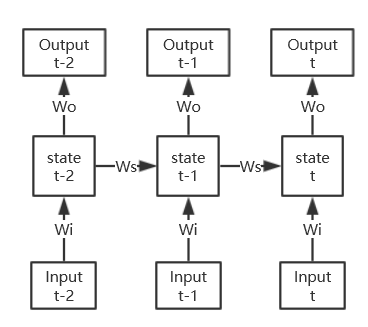 Output Output Output
t-2 t-1 t
Wo Wo Wo
state state state
t-2 Ws t-1 Ws t
Wi Wi Wi
Input Input Input
t-2 t-1 t